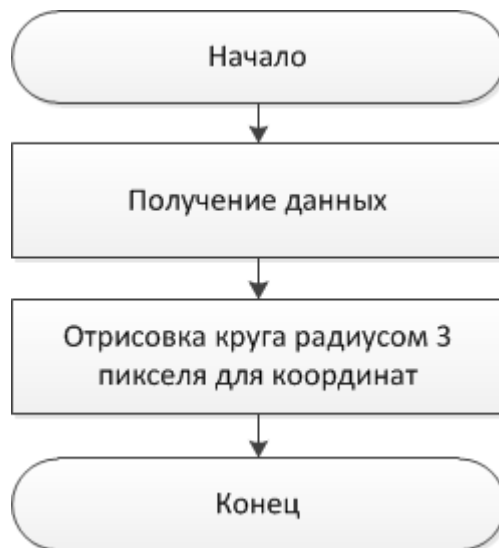 Начало
Получение данных
Отрисовка круга радиусом 3
пикселя для координат
Конец